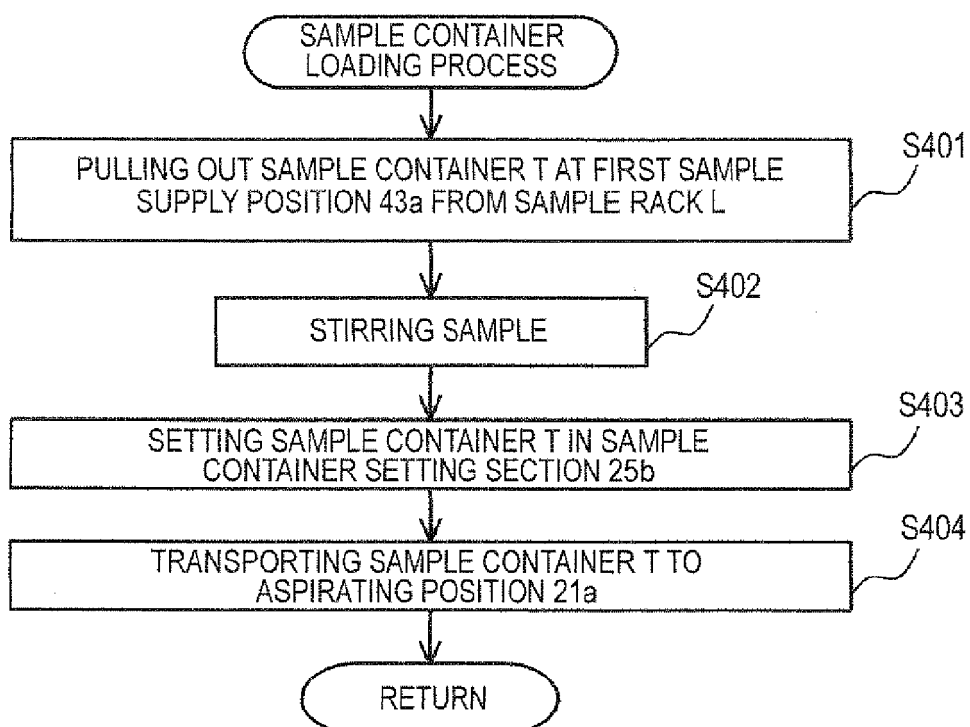 SAMPLE CONTAINER
LOADING PROCESS
S401
PULLING OUT SAMPLE CONTAINER T AT FIRST SAMPLE
SUPPLY POSITION 43a FROM SAMPLE RACK L
S402
STIRRING SAMPLE
S403
SETTING SAMPLE CONTAINER T IN SAMPLE
CONTAINER SETTING SECTION 25b
S404
TRANSPORTING SAMPLE CONTAINER T TO
ASPIRATING POSITION 21a
RETURN